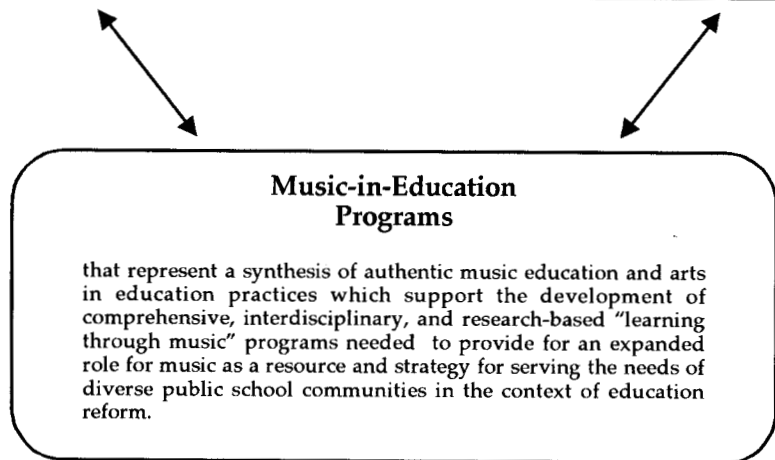 Music-in-Education
Programs
that represent a synthesis of authentic music education and arts
in education practices which support the development of
comprehensive, interdisciplinary, and research-based “learning
through music” programs needed to provide for an expanded
role for music as a resource and strategy for serving the needs of
diverse public school communities in the context of education
reform.